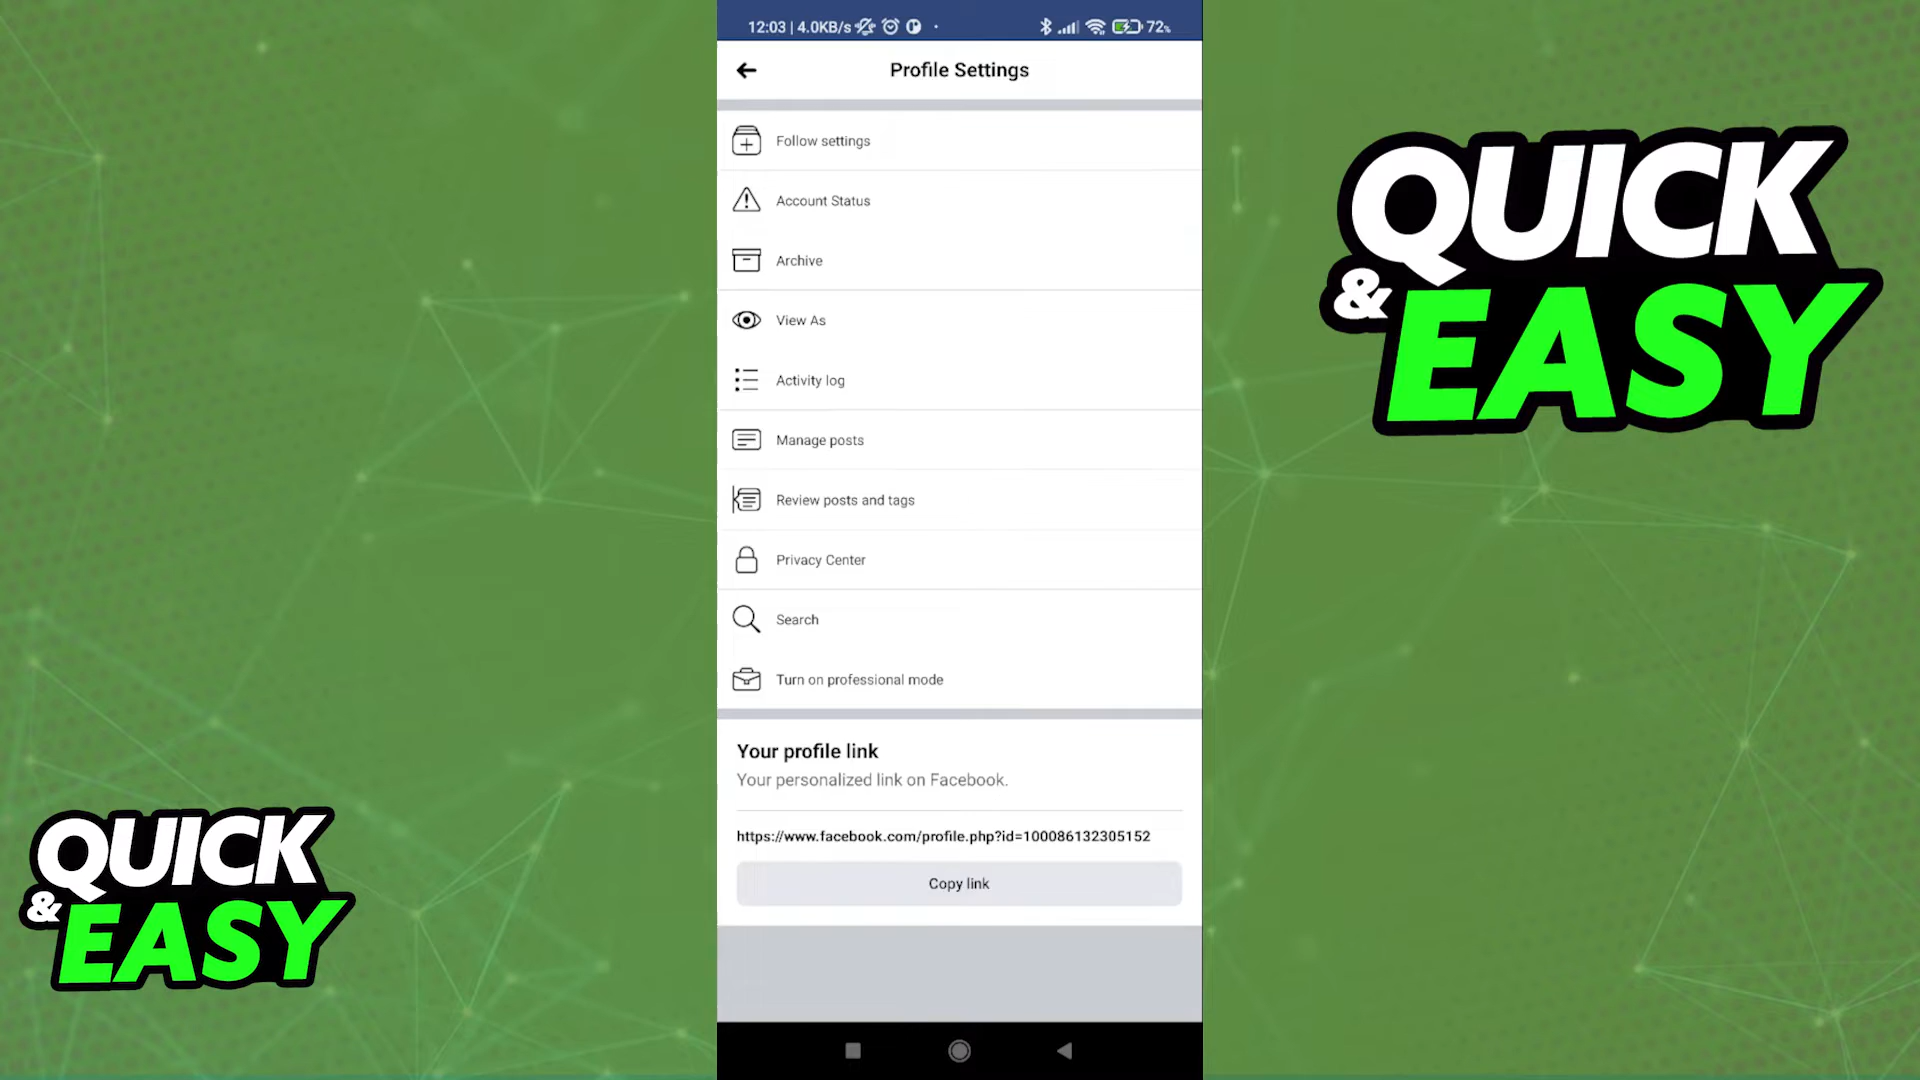 12:03 | 4.0KB/s
72%
Profile Settings
Follow settings
Account Status
Archive
View As
Activity log
Manage posts
Review posts and tags
Privacy Center
Search
Turn on professional mode
Your profile link
Your personalized link on Facebook.
https://www.facebook.com/profile.php?id=100086132305152
Copy link
QUICK
& EASY
QUICK
& EASY